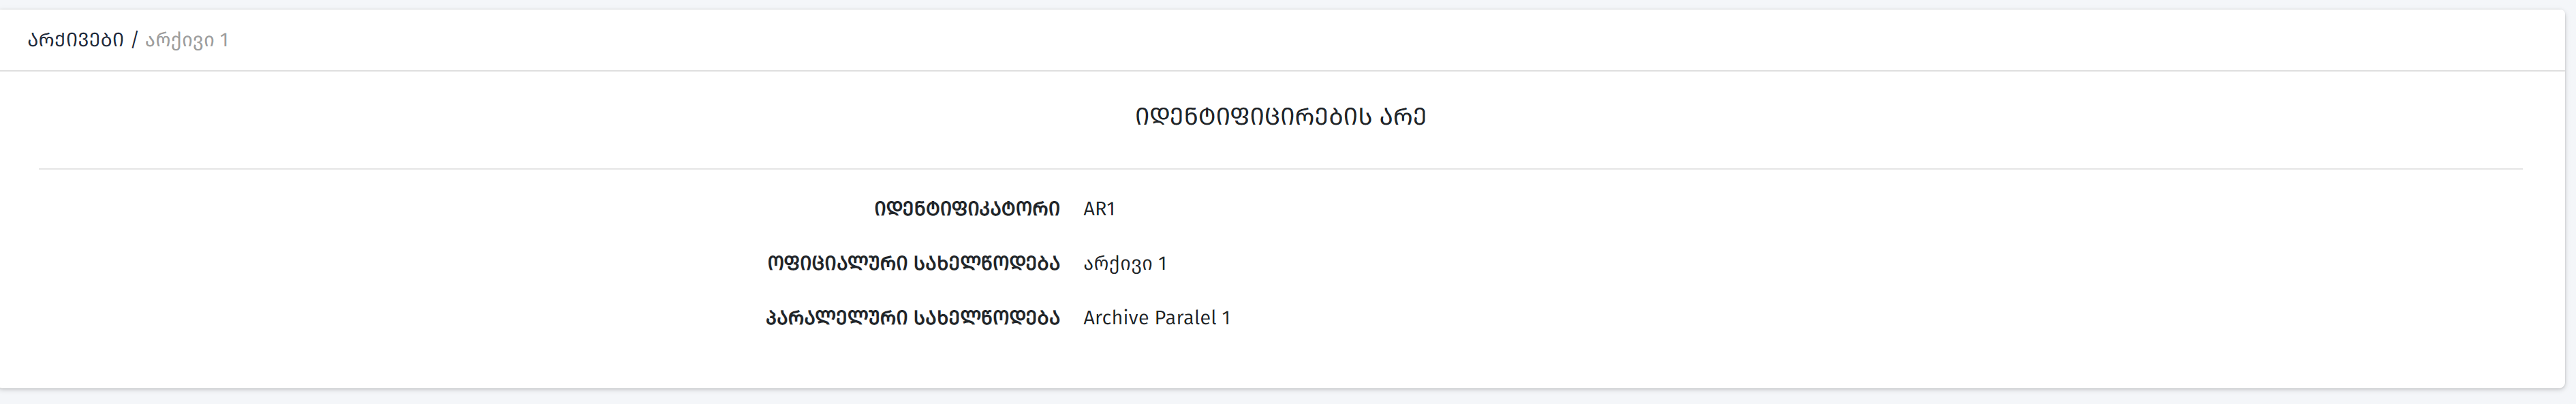 ᲐᲠᲥᲘᲕᲔᲑᲘ / არქივი 1
ᲘᲓᲔᲜᲢᲘᲤᲘᲪᲘᲠᲔᲑᲘᲡ ᲐᲠᲔ
ᲘᲓᲔᲜᲢᲘᲤᲘᲙᲐᲢᲝᲠᲘ AR1
ᲝᲤᲘᲪᲘᲐᲚᲣᲠᲘ ᲡᲐᲮᲔᲚᲬᲝᲓᲔᲑᲐ არქივი 1
ᲞᲐᲠᲐᲚᲔᲚᲣᲠᲘ ᲡᲐᲮᲔᲚᲬᲝᲓᲔᲑᲐ Archive Paralel 1